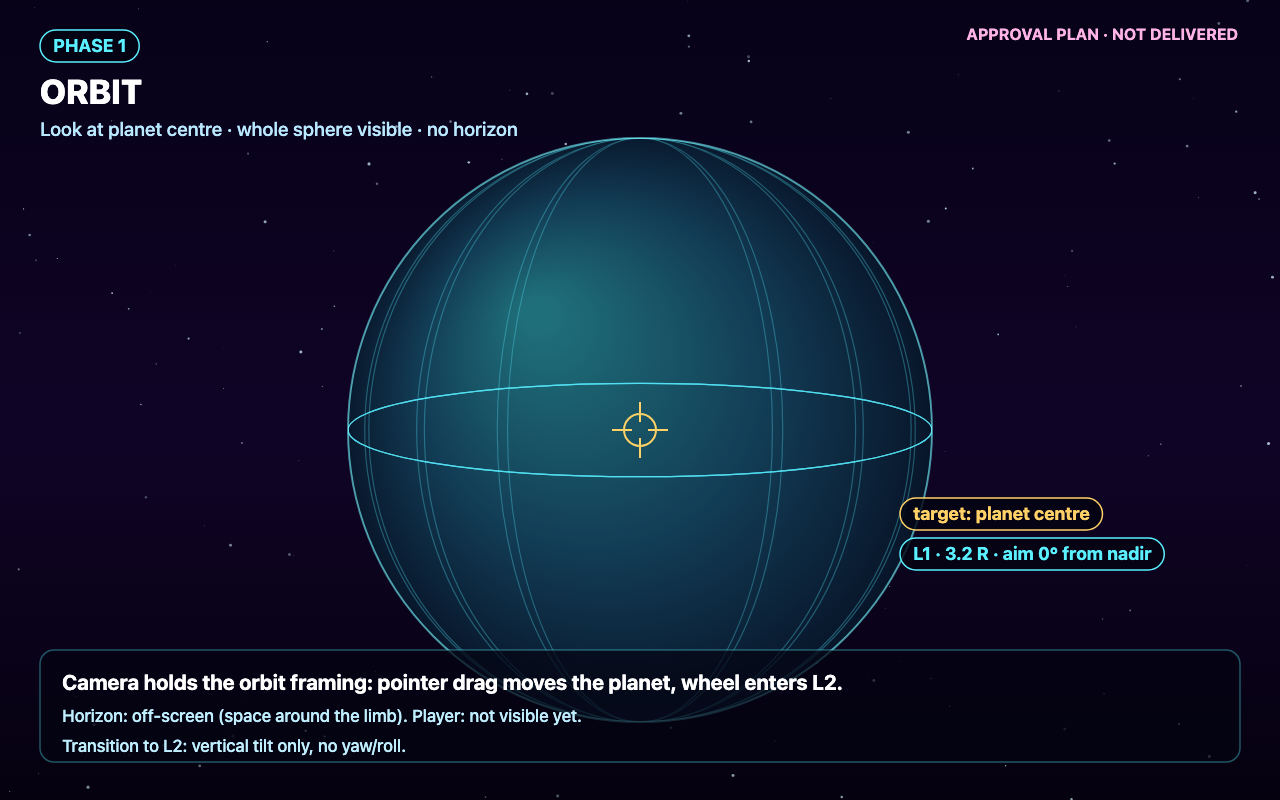 PHASE 1
APPROVAL PLAN · NOT DELIVERED
ORBIT
Look at planet centre · whole sphere visible · no horizon
target: planet centre
L1 · 3.2 R · aim 0° from nadir
Camera holds the orbit framing: pointer drag moves the planet, wheel enters L2.
Horizon: off-screen (space around the limb). Player: not visible yet.
Transition to L2: vertical tilt only, no yaw/roll.